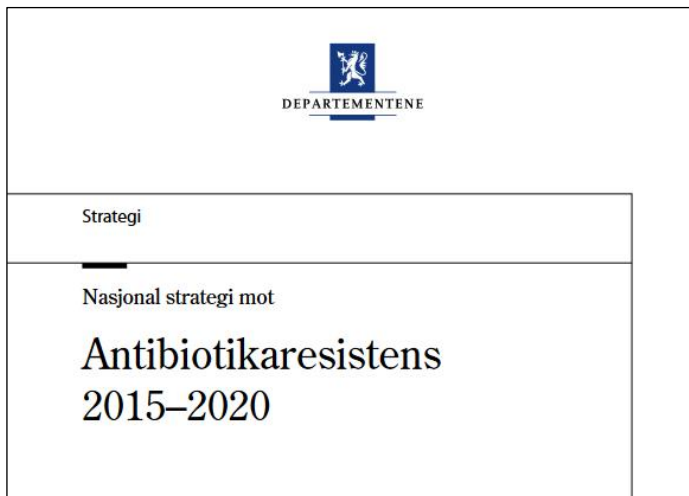 DEPARTEMENTENE
Strategi
Nasjonal strategi mot
Antibiotikaresistens
2015–2020